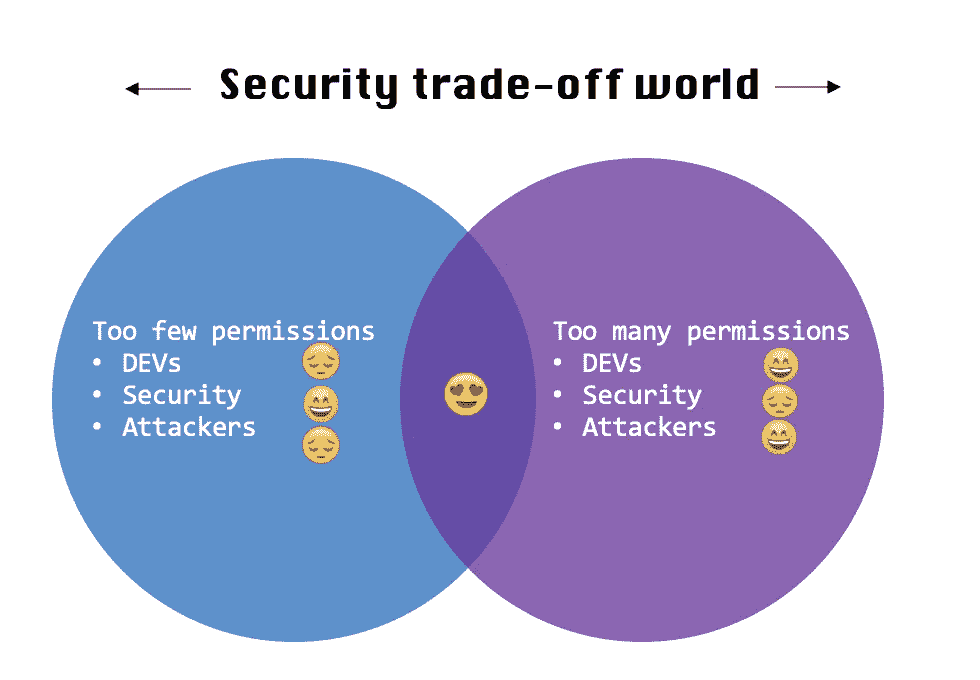 Security trade-off world
Too few permissions
• DEVs
• Security
• Attackers
Too many permissions
• DEVs
• Security
• Attackers